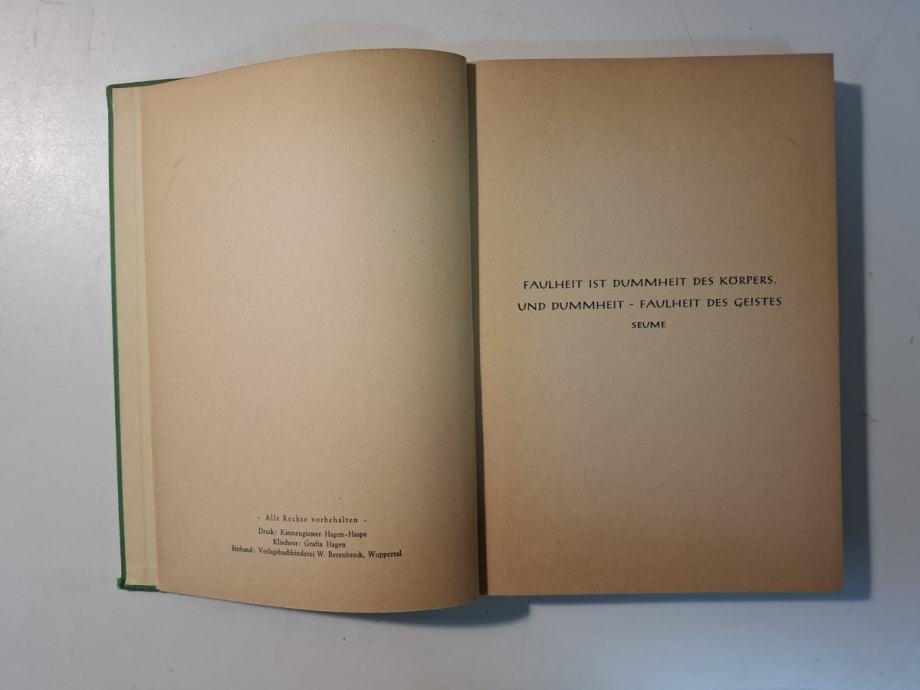 - Alle Rechte vorbehalten -
Druck: Kannengiesser Hagen-Haspe
Klischees: Grafia Hagen
Einband: Verlagsbuchbinderei W. Berenbrock, Wuppertal
FAULHEIT IST DUMMHEIT DES KÖRPERS,
UND DUMMHEIT - FAULHEIT DES GEISTES
SEUME